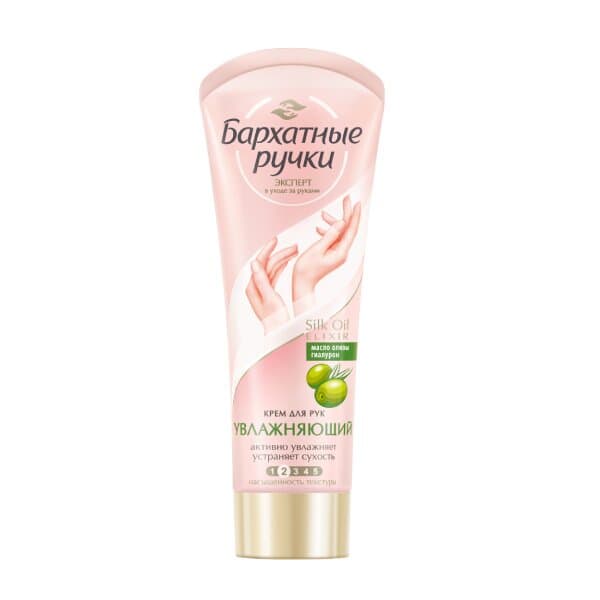 Бархатные
ручки
ЭКСПЕРТ
в уходе за руками
Silk Oil
ELIXIR
масло оливы
гиалурон
КРЕМ ДЛЯ РУК
УВЛАЖНЯЮЩИЙ
активно увлажняет
устраняет сухость
1 2 3 4 5
насыщенность текстуры